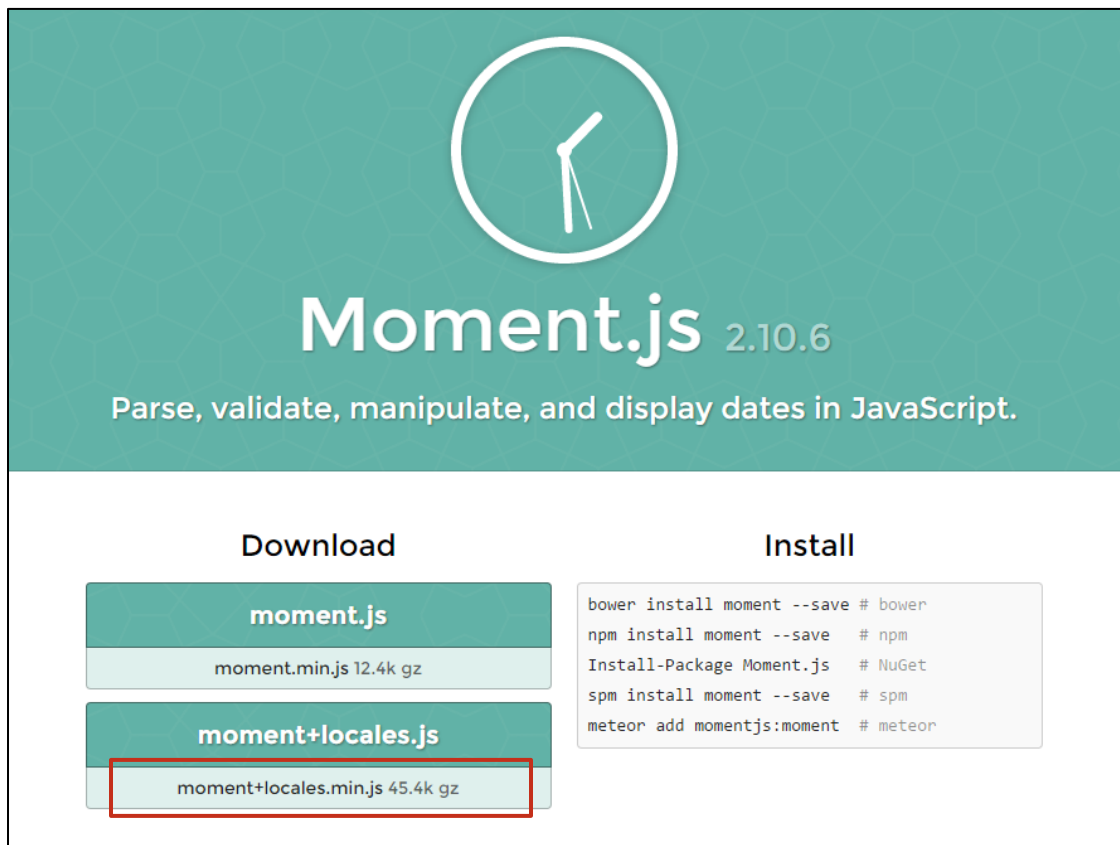 Moment.js 2.10.6
Parse, validate, manipulate, and display dates in JavaScript.
Download
moment.js
moment.min.js 12.4k gz
moment+locales.js
moment+locales.min.js 45.4k gz
Install
bower install moment --save # bower
npm install moment --save # npm
Install-Package Moment.js # NuGet
spm install moment --save # spm
meteor add momentjs:moment # meteor